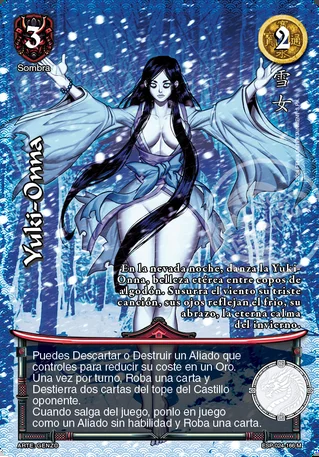 3
2
Sombra
雪女
Yuki-Onna
En la nevada noche, danza la Yuki-
Onna, belleza etérea entre copos de
algodón. Susurra el viento su triste
canción, sus ojos reflejan el frío, su
abrazo, la eterna calma
del invierno.
Puedes Descartar o Destruir un Aliado que
controles para reducir su coste en un Oro.
Una vez por turno, Roba una carta y
Destierra dos cartas del tope del Castillo
oponente.
Cuando salga del juego, ponlo en juego
como un Aliado sin habilidad y Roba una carta.
ARTE: GENZO